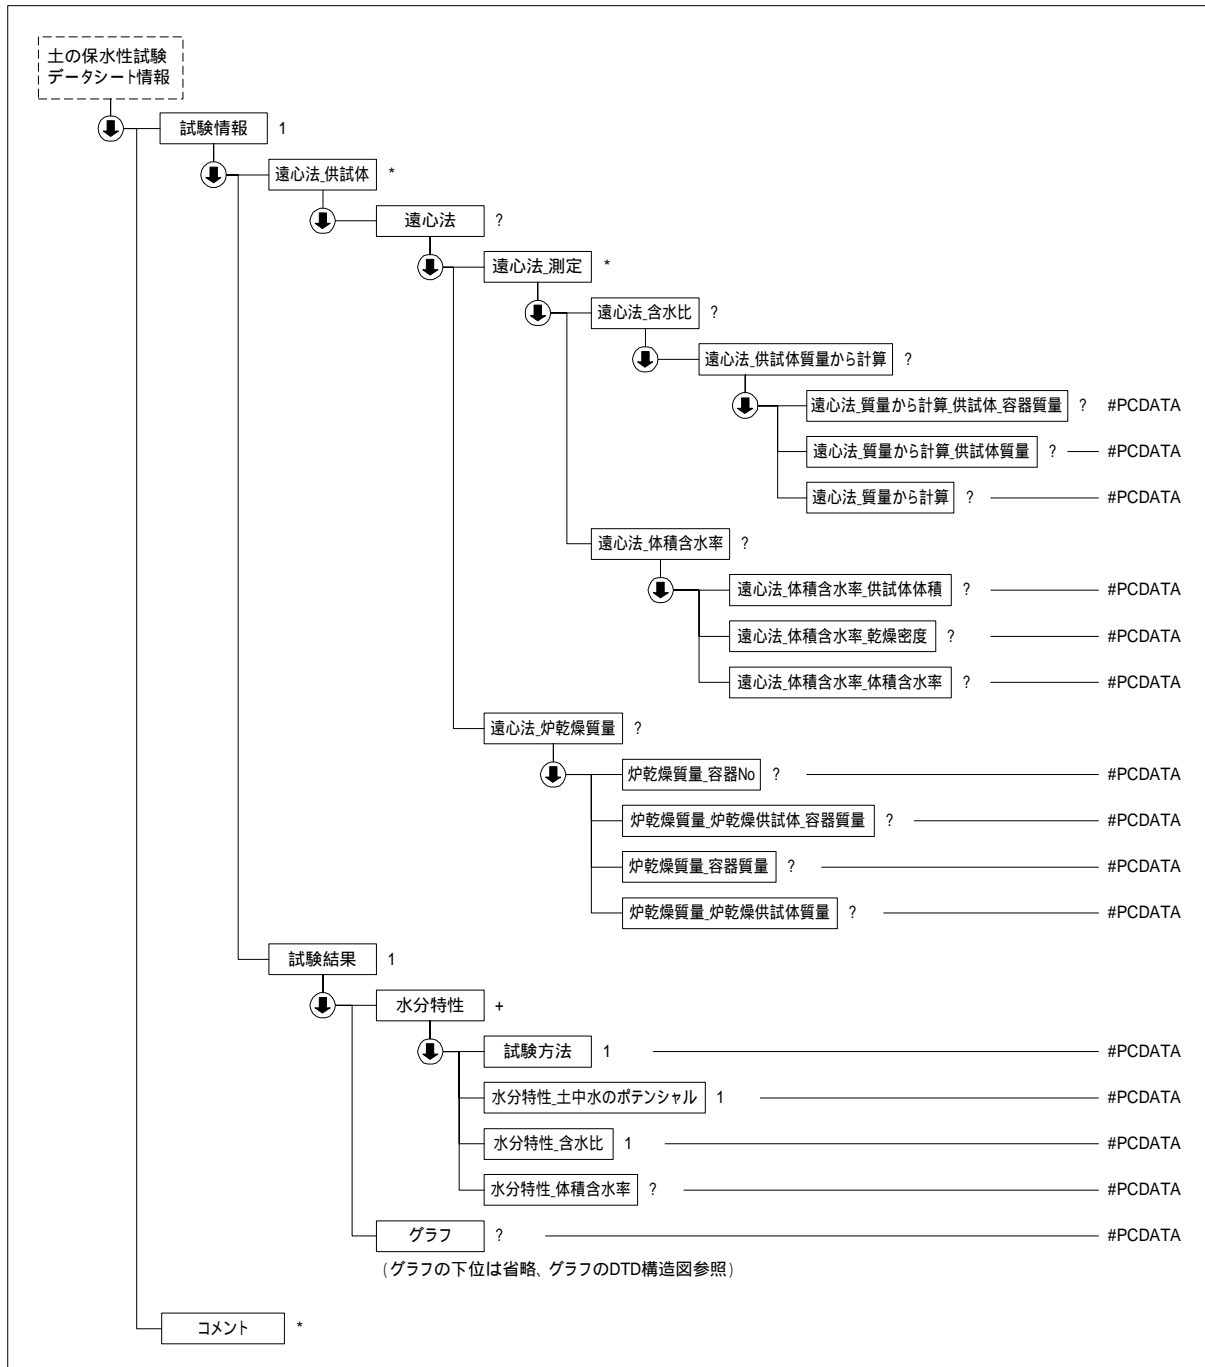 土の保水性試験
データシート情報
試験情報 1
遠心法_供試体 *
遠心法 ?
遠心法_測定 *
遠心法_含水比 ?
遠心法_供試体質量から計算 ?
遠心法_質量から計算_供試体_容器質量 ? #PCDATA
遠心法_質量から計算_供試体質量 ? #PCDATA
遠心法_質量から計算 ? #PCDATA
遠心法_体積含水率 ?
遠心法_体積含水率_供試体体積 ? #PCDATA
遠心法_体積含水率_乾燥密度 ? #PCDATA
遠心法_体積含水率_体積含水率 ? #PCDATA
遠心法_炉乾燥質量 ?
炉乾燥質量_容器No ? #PCDATA
炉乾燥質量_炉乾燥供試体_容器質量 ? #PCDATA
炉乾燥質量_容器質量 ? #PCDATA
炉乾燥質量_炉乾燥供試体質量 ? #PCDATA
試験結果 1
水分特性 +
試験方法 1 #PCDATA
水分特性_土中水のポテンシャル 1 #PCDATA
水分特性_含水比 1 #PCDATA
水分特性_体積含水率 ? #PCDATA
グラフ ? #PCDATA
(グラフの下位は省略、グラフのDTD構造図参照)
コメント *